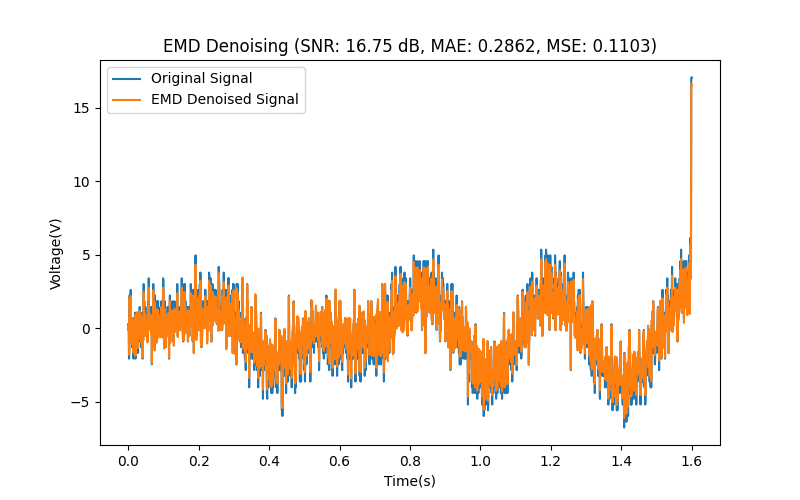 EMD Denoising (SNR: 16.75 dB, MAE: 0.2862, MSE: 0.1103)
Original Signal
EMD Denoised Signal
15
10
5
0
−5
Voltage(V)
0.0 0.2 0.4 0.6 0.8 1.0 1.2 1.4 1.6
Time(s)